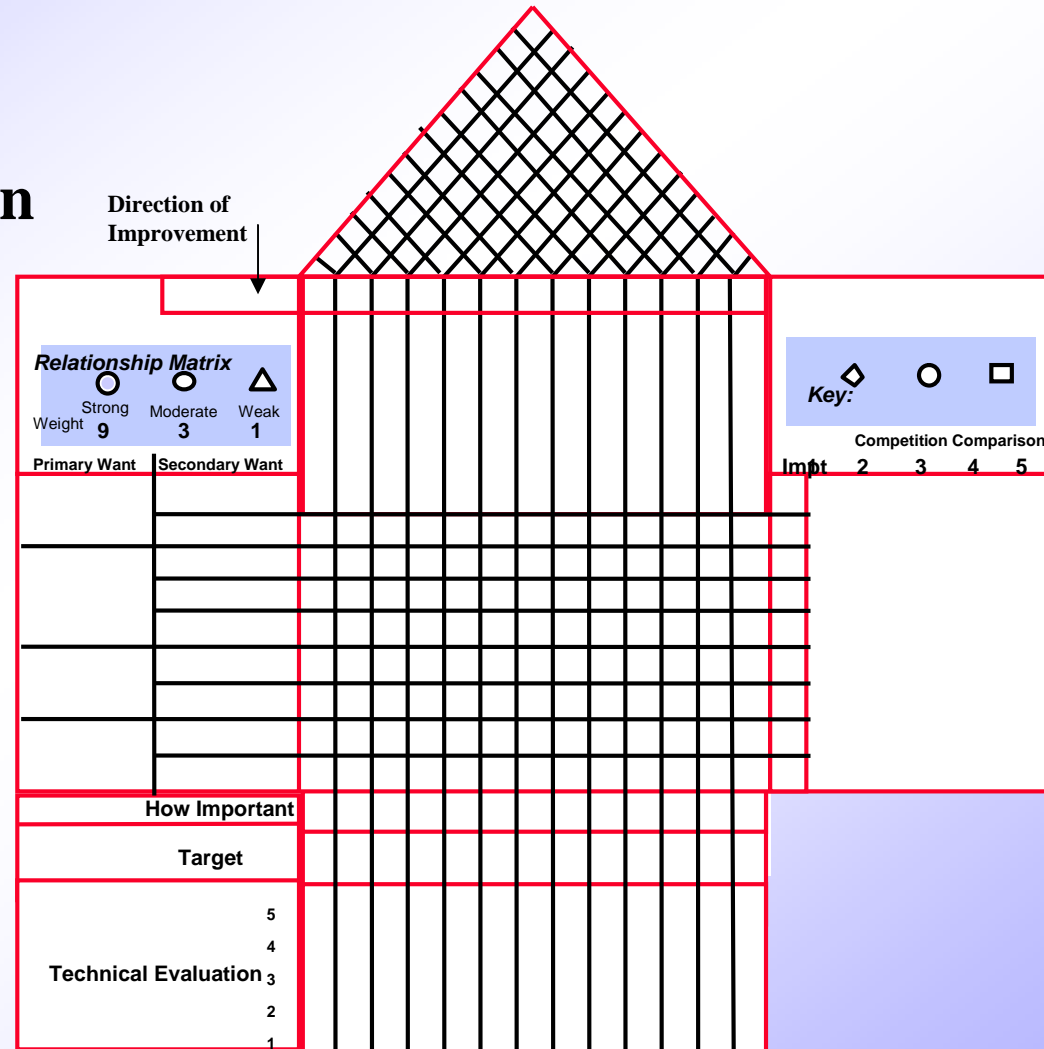 n
Direction of
Improvement
Relationship Matrix
Strong Moderate Weak
Weight 9 3 1
Key:
Competition Comparison
Primary Want Secondary Want
Impt 2 3 4 5
How Important
Target
5
4
Technical Evaluation 3
2
1